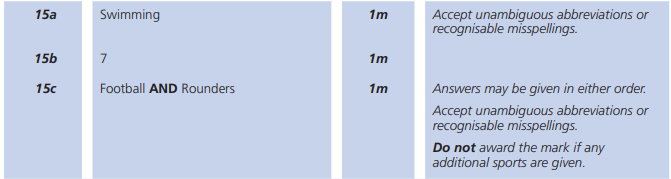 15a Swimming 1m Accept unambiguous abbreviations or
recognisable misspellings.
15b 7 1m
15c Football AND Rounders 1m Answers may be given in either order.
Accept unambiguous abbreviations or
recognisable misspellings.
Do not award the mark if any
additional sports are given.